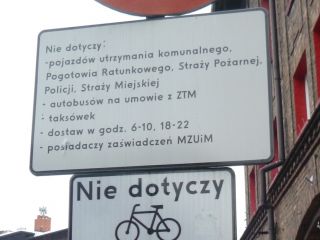 Nie dotyczy:
-pojazdów utrzymania komunalnego,
Pogotowia Ratunkowego, Straży Pożarnej,
Policji, Straży Miejskiej
- autobusów na umowie z ZTM
- taksówek
- dostaw w godz. 6-10, 18-22
- posiadaczy zaświadczeń MZUiM
Nie dotyczy